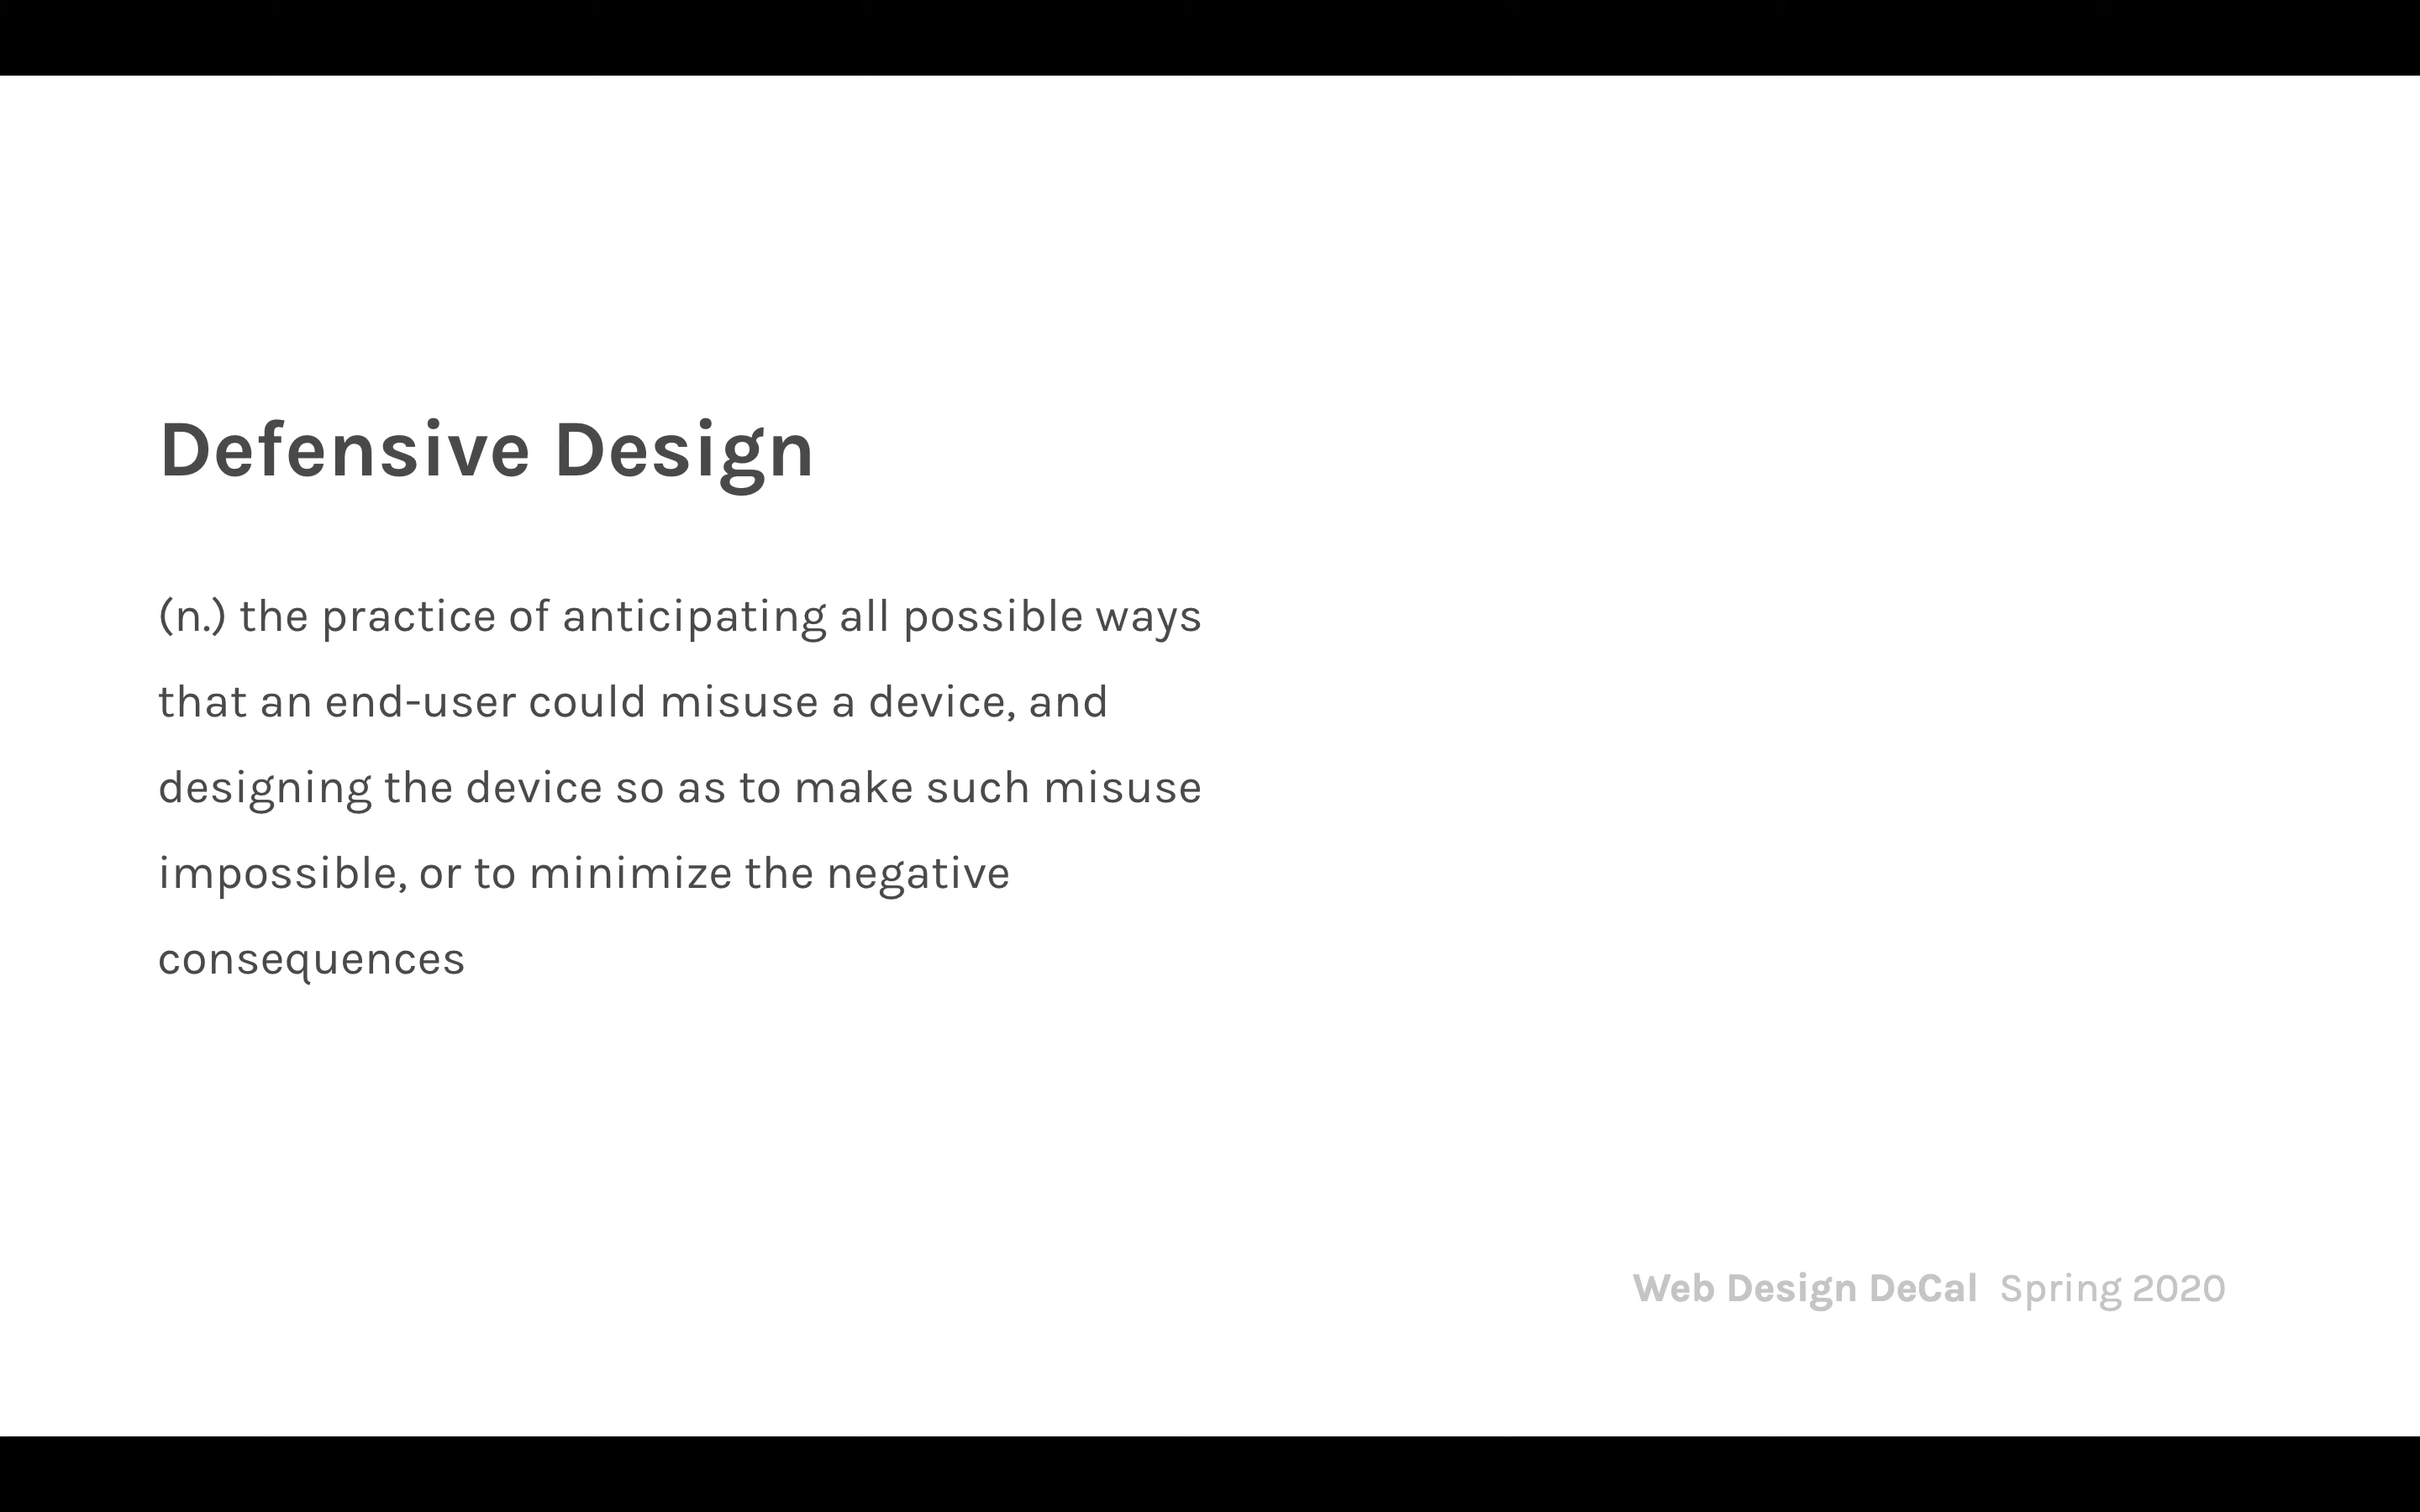 Defensive Design
(n.) the practice of anticipating all possible ways
that an end-user could misuse a device, and
designing the device so as to make such misuse
impossible, or to minimize the negative
consequences
Web Design DeCal Spring 2020